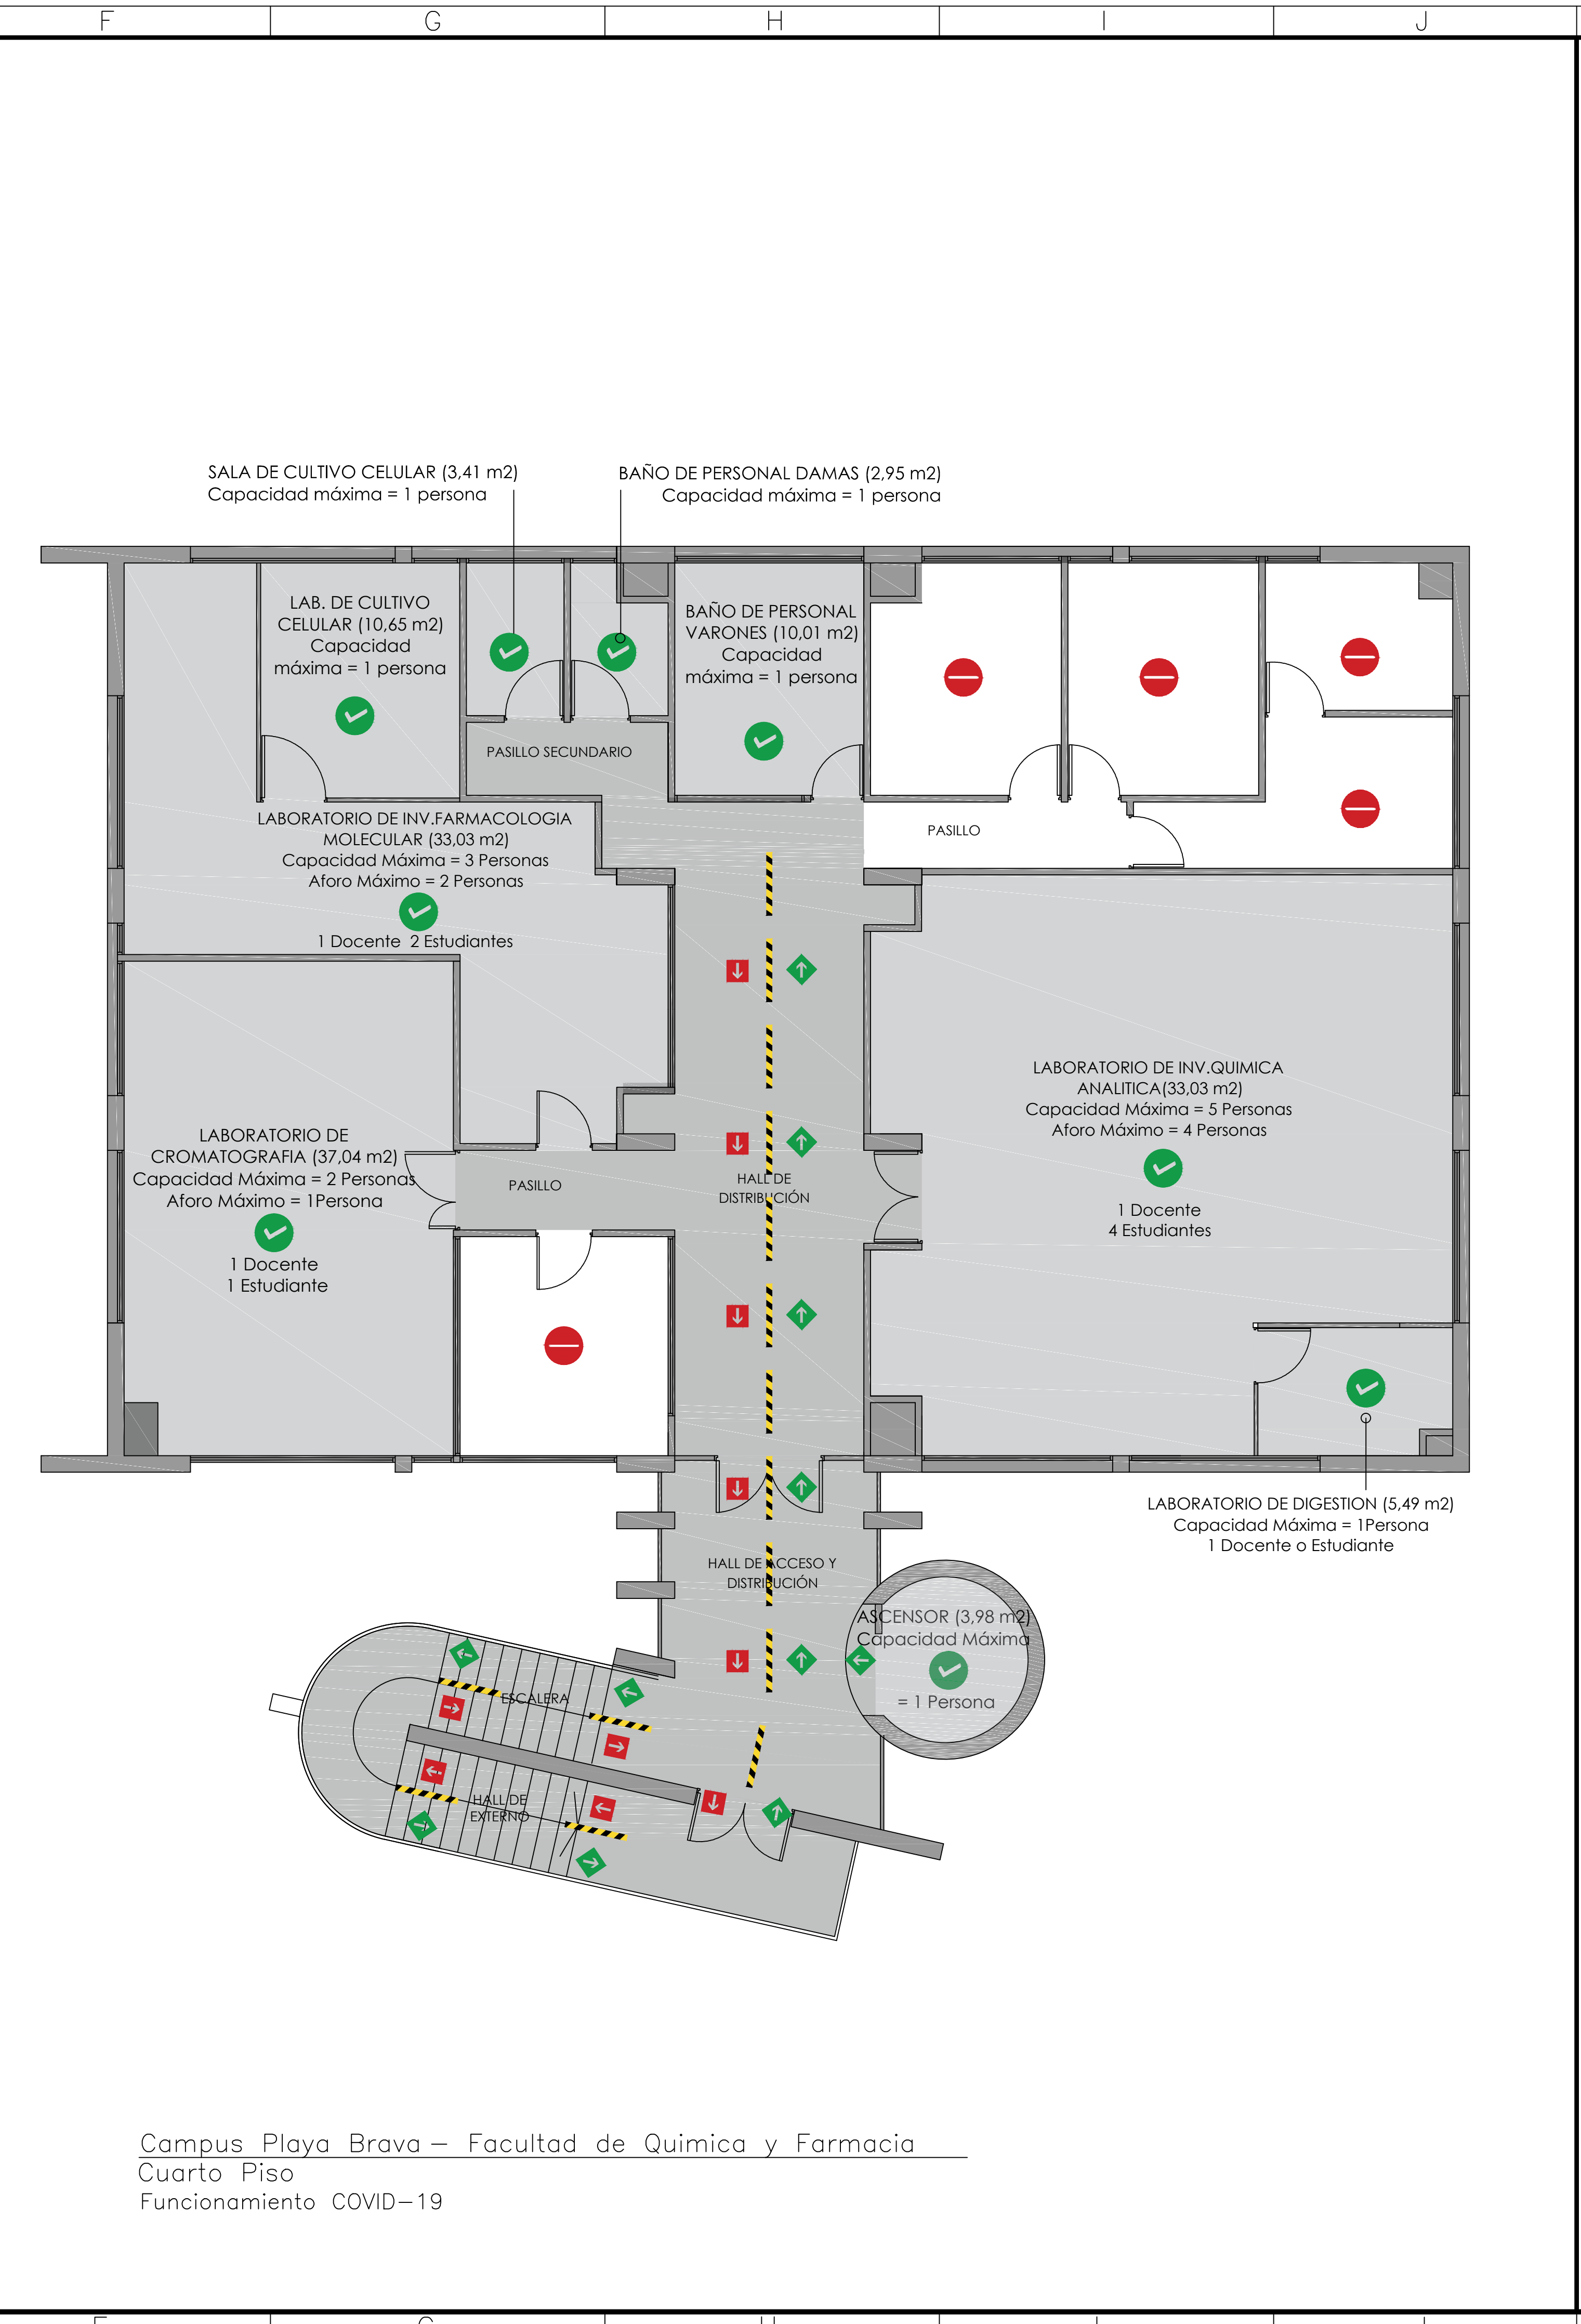 F G H I J
SALA DE CULTIVO CELULAR (3,41 m2)
Capacidad máxima = 1 persona
BAÑO DE PERSONAL DAMAS (2,95 m2)
Capacidad máxima = 1 persona
LAB. DE CULTIVO
CELULAR (10,65 m2)
Capacidad
máxima = 1 persona
BAÑO DE PERSONAL
VARONES (10,01 m2)
Capacidad
máxima = 1 persona
PASILLO SECUNDARIO
LABORATORIO DE INV.FARMACOLOGIA
MOLECULAR (33,03 m2)
Capacidad Máxima = 3 Personas
Aforo Máximo = 2 Personas
1 Docente 2 Estudiantes
PASILLO
LABORATORIO DE INV.QUIMICA
ANALITICA(33,03 m2)
Capacidad Máxima = 5 Personas
Aforo Máximo = 4 Personas
1 Docente
4 Estudiantes
LABORATORIO DE
CROMATOGRAFIA (37,04 m2)
Capacidad Máxima = 2 Personas
Aforo Máximo = 1Persona
1 Docente
1 Estudiante
PASILLO
HALL DE
DISTRIBUCIÓN
LABORATORIO DE DIGESTION (5,49 m2)
Capacidad Máxima = 1Persona
1 Docente o Estudiante
HALL DE ACCESO Y
DISTRIBUCIÓN
ASCENSOR (3,98 m2)
Capacidad Máxima
= 1 Persona
ESCALERA
HALL DE
EXTERNO
Campus Playa Brava – Facultad de Quimica y Farmacia
Cuarto Piso
Funcionamiento COVID–19